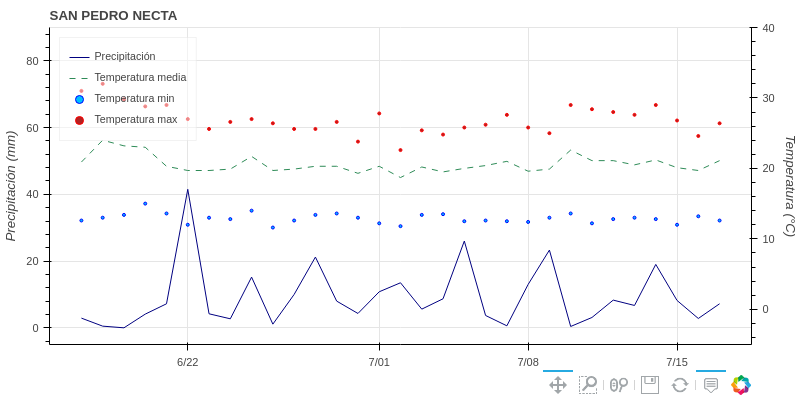 SAN PEDRO NECTA
Precipitación
Temperatura media
Temperatura min
Temperatura max
Precipitación (mm)
80
60
40
20
0
Temperatura (°C)
40
30
20
10
0
6/22
7/01
7/08
7/15